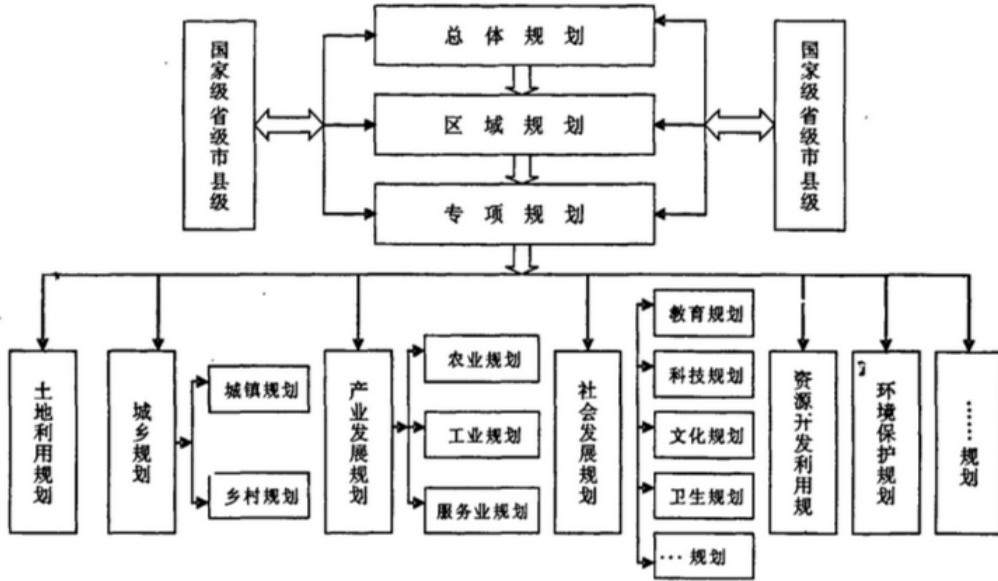 总体规划
国家级省级市县级
区域规划
国家级省级市县级
专项规划
土地利用规划
城乡规划
城镇规划
乡村规划
产业发展规划
农业规划
工业规划
服务业规划
社会发展规划
教育规划
科技规划
文化规划
卫生规划
…规划
资源开发利用规
环境保护规划
……规划